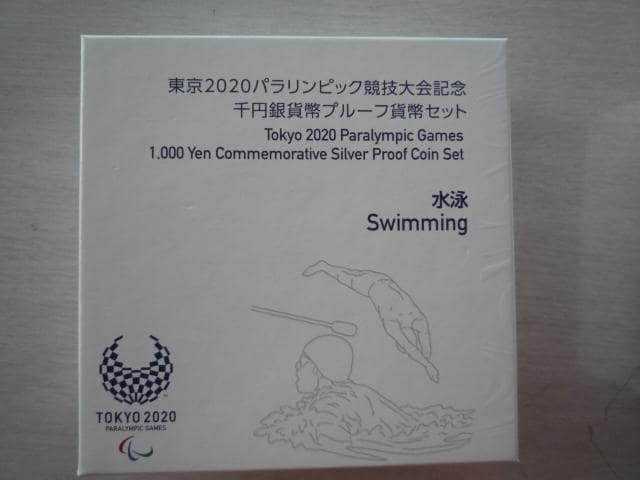 東京2020パラリンピック競技大会記念
千円銀貨幣プルーフ貨幣セット
Tokyo 2020 Paralympic Games
1,000 Yen Commemorative Silver Proof Coin Set
水泳
Swimming
TOKYO 2020
PARALYMPIC GAMES